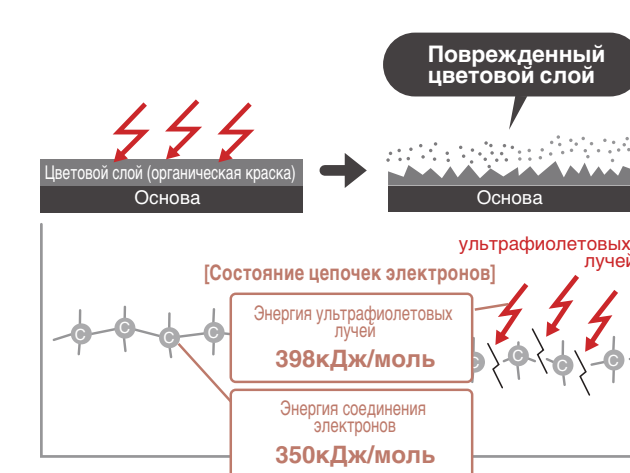 Поврежденный
цветовой слой
Цветовой слой (органическая краска)
Основа
Основа
ультрафиолетовых
лучей
[Состояние цепочек электронов]
Энергия ультрафиолетовых
лучей
398кДж/моль
C C C C
C C C C
Энергия соединения
электронов
350кДж/моль